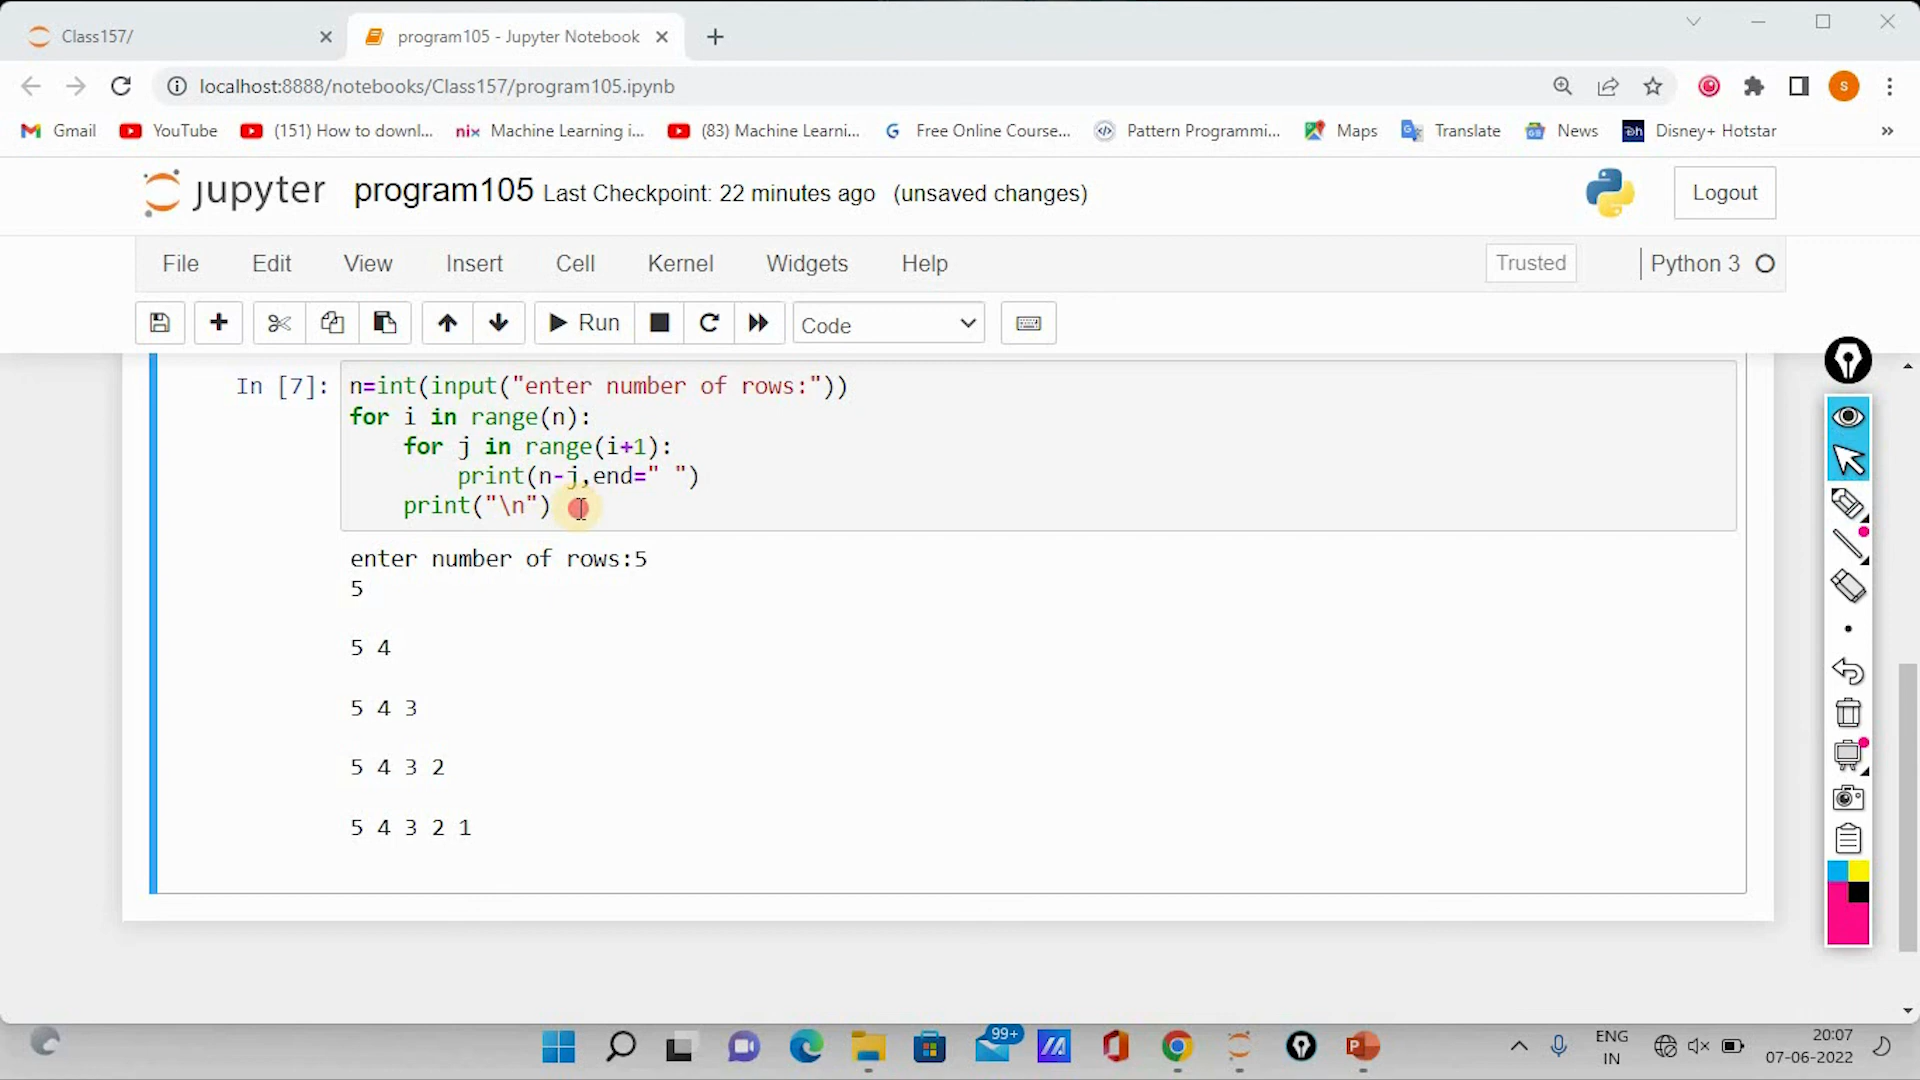 Class157/
program105 - Jupyter Notebook
localhost:8888/notebooks/Class157/program105.ipynb
S
Gmail
YouTube
(151) How to downl...
nix Machine Learning i...
(83) Machine Learni...
G Free Online Course...
Pattern Programmi...
Maps
Translate
News
Disney+ Hotstar
»
jupyter program105 Last Checkpoint: 22 minutes ago (unsaved changes)
Logout
File Edit View Insert Cell Kernel Widgets Help
Trusted
Python 3
Run
Code
In [7]:
n=int(input("enter number of rows:"))
for i in range(n):
    for j in range(i+1):
        print(n-j,end=" ")
    print("\n")
enter number of rows:5
5
5 4
5 4 3
5 4 3 2
5 4 3 2 1
99+
ENG
IN
20:07
07-06-2022